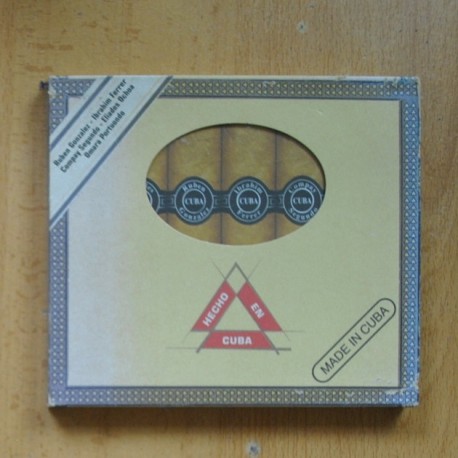 Ruben Gonzalez - Ibrahim Ferrer
Compay Segundo - Eliades Ochoa
Omara Portuondo
CUBA
Ruben
CUBA
Gonzalez
Ibrahim
CUBA
Ferrer
Compay
CUBA
Segundo
HECHO
EN
CUBA
MADE IN CUBA